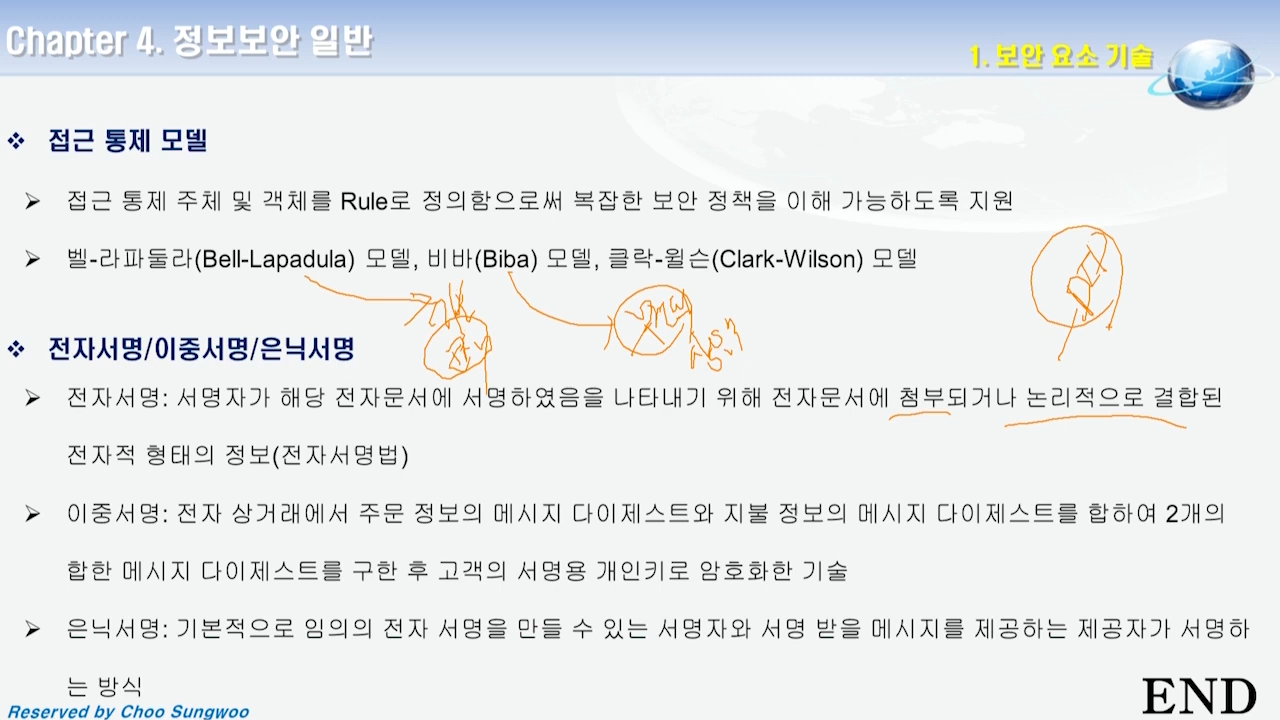 Chapter 4. 정보보안 일반
1. 보안 요소 기술
접근 통제 모델
접근 통제 주체 및 객체를 Rule로 정의함으로써 복잡한 보안 정책을 이해 가능하도록 지원
벨-라파둘라(Bell-Lapadula) 모델, 비바(Biba) 모델, 클락-윌슨(Clark-Wilson) 모델
전자서명/이중서명/은닉서명
전자서명: 서명자가 해당 전자문서에 서명하였음을 나타내기 위해 전자문서에 첨부되거나 논리적으로 결합된
전자적 형태의 정보(전자서명법)
이중서명: 전자 상거래에서 주문 정보의 메시지 다이제스트와 지불 정보의 메시지 다이제스트를 합하여 2개의
합한 메시지 다이제스트를 구한 후 고객의 서명용 개인키로 암호화한 기술
은닉서명: 기본적으로 임의의 전자 서명을 만들 수 있는 서명자와 서명 받을 메시지를 제공하는 제공자가 서명하
는 방식
END
Reserved by Choo Sungwoo